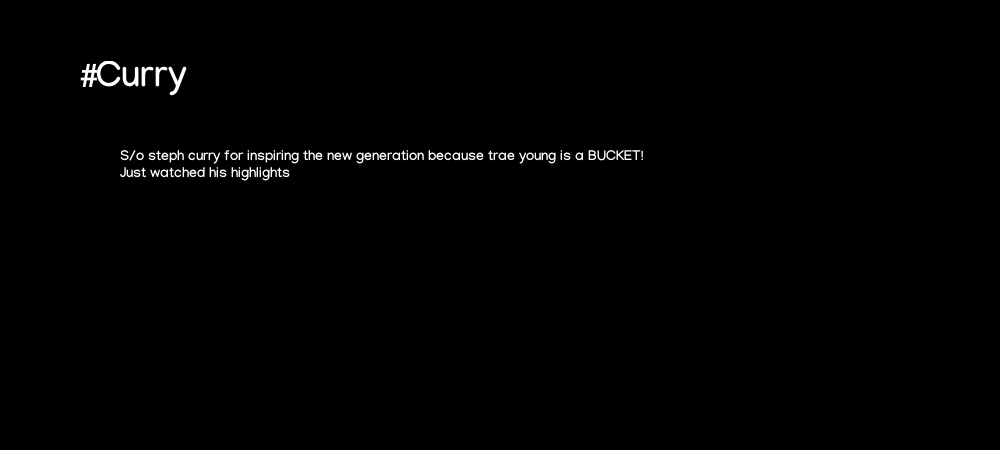 #Curry
S/o steph curry for inspiring the new generation because trae young is a BUCKET!
Just watched his highlights